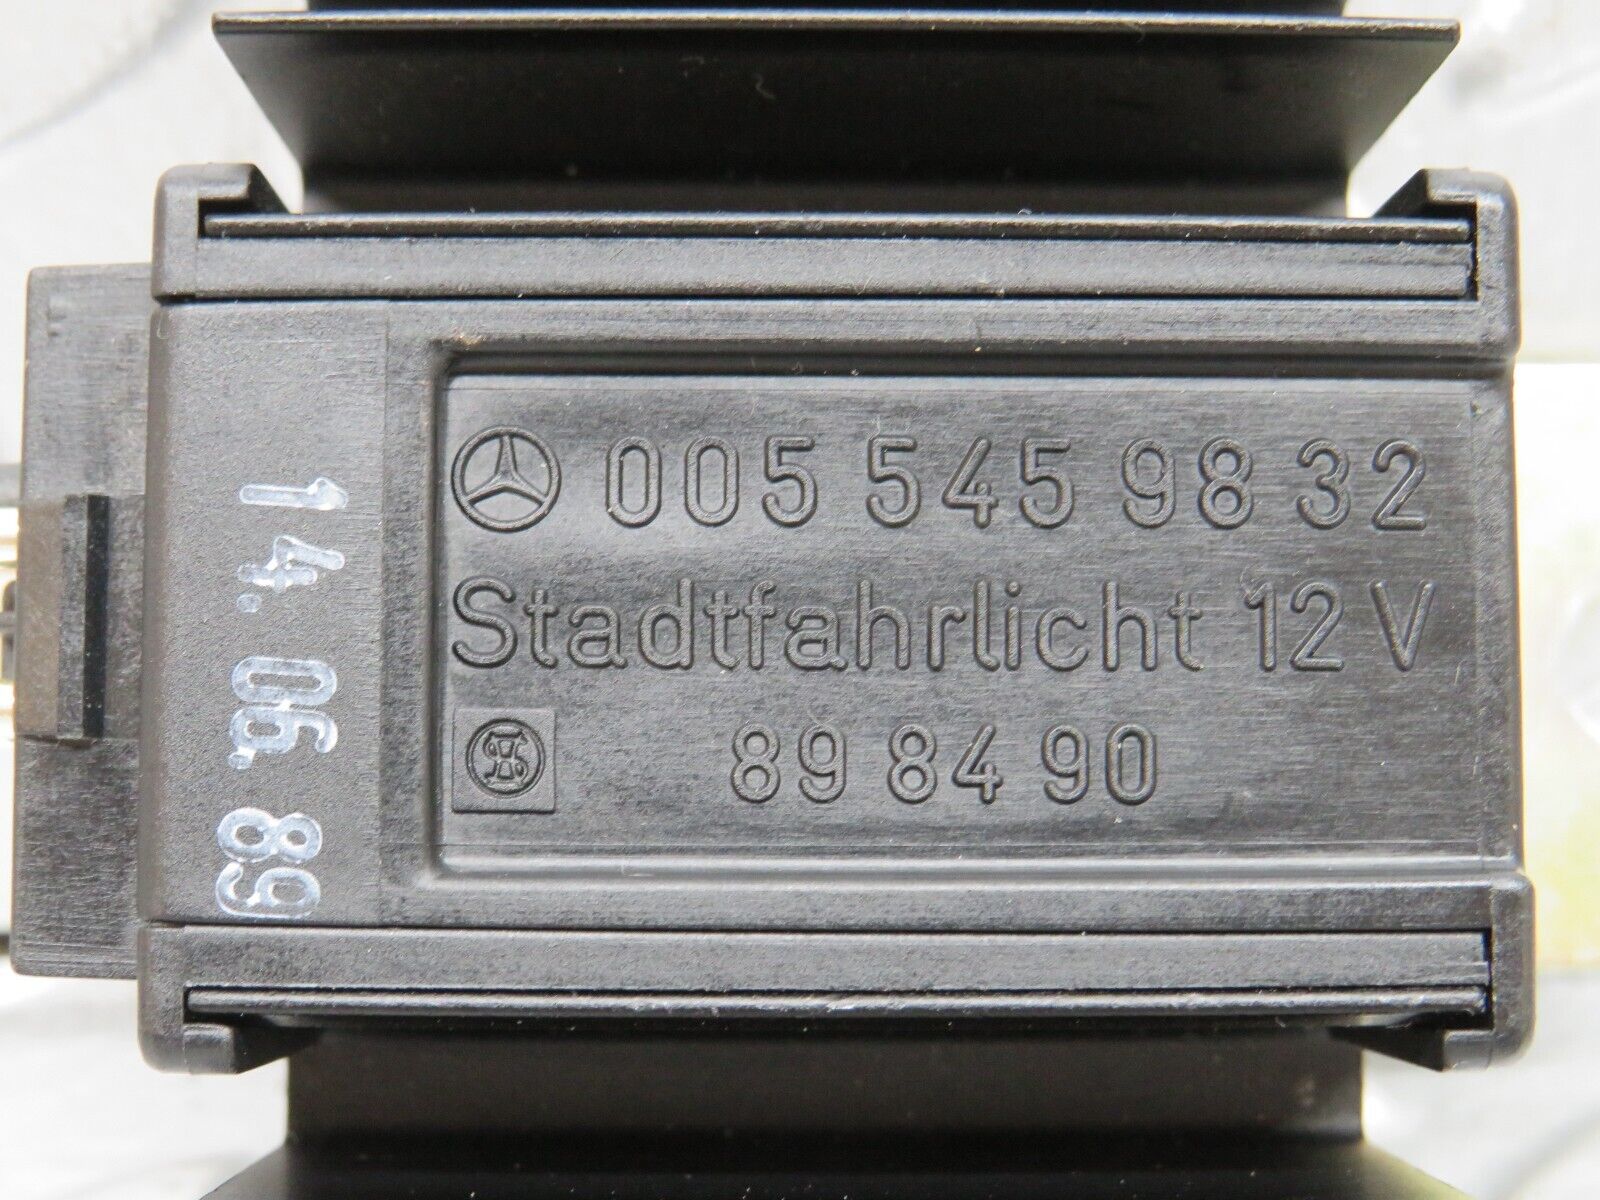 005 545 98 32
Stadtfahrlicht 12 V
89 84 90
14.06.89